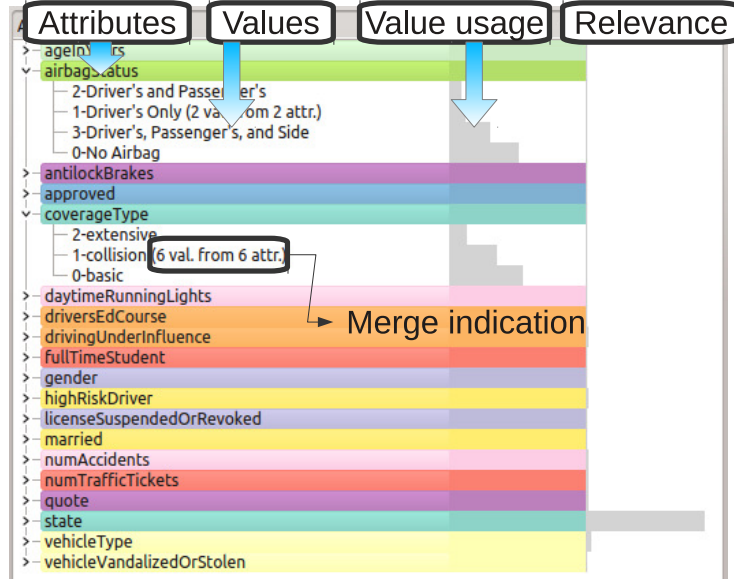 Attributes Values Value usage Relevance
ageInYears
airbagStatus
2-Driver's and Passenger's
1-Driver's Only (2 val. from 2 attr.)
3-Driver's, Passenger's, and Side
0-No Airbag
antilockBrakes
approved
coverageType
2-extensive
1-collision (6 val. from 6 attr.)
0-basic
daytimeRunningLights
driversEdCourse
Merge indication
drivingUnderInfluence
fullTimeStudent
gender
highRiskDriver
licenseSuspendedOrRevoked
married
numAccidents
numTrafficTickets
quote
state
vehicleType
vehicleVandalizedOrStolen